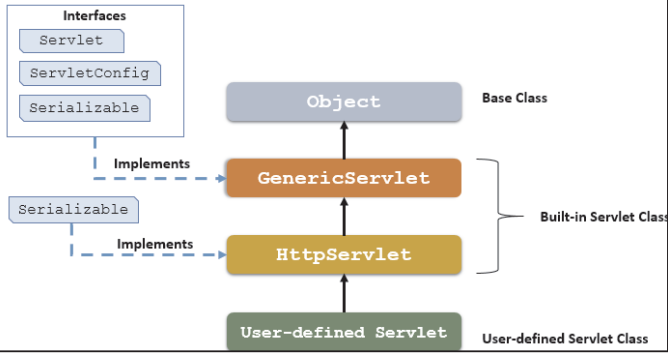 Interfaces
Servlet
ServletConfig
Serializable
Object
Base Class
Implements
GenericServlet
Serializable
Built-in Servlet Class
Implements
HttpServlet
User-defined Servlet
User-defined Servlet Class